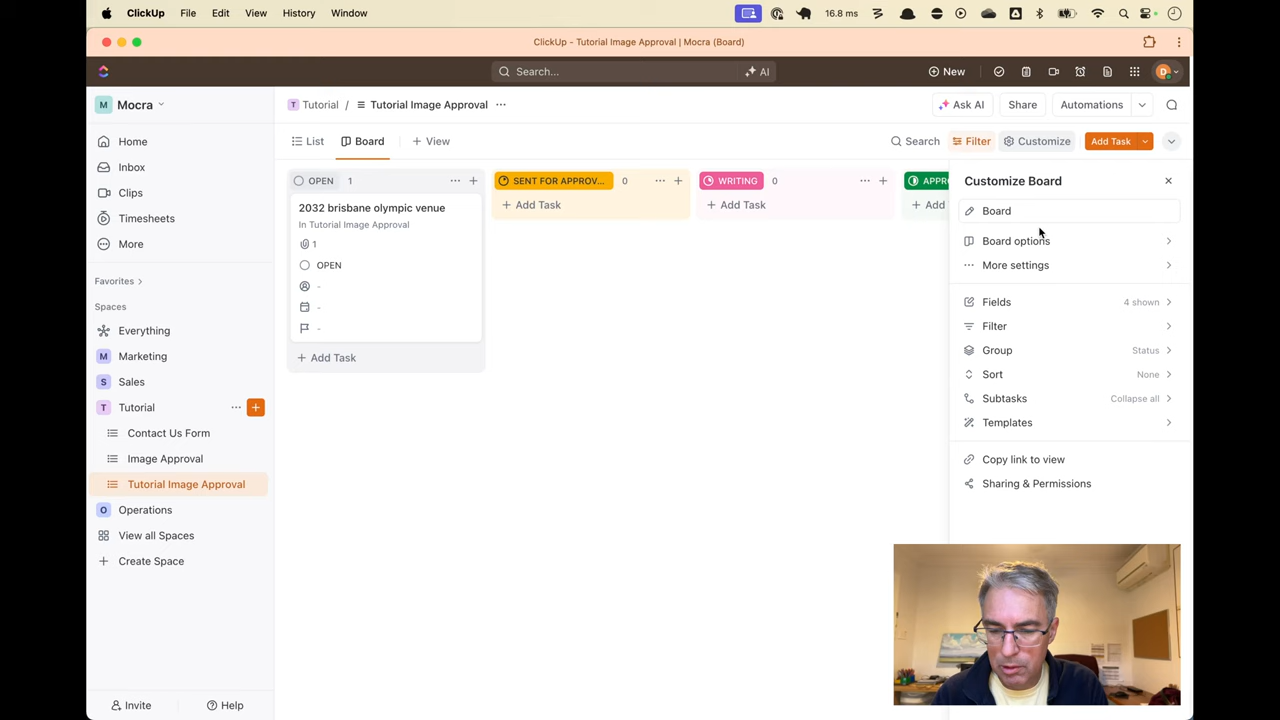 ClickUp File Edit View History Window 16.8 ms
ClickUp - Tutorial Image Approval | Mocra (Board)
Search... AI New D
M Mocra
T Tutorial / Tutorial Image Approval Ask AI Share Automations
List Board + View Search Filter Customize Add Task
Home
Inbox
Clips
Timesheets
More
Favorites
Spaces
Everything
M Marketing
S Sales
T Tutorial
Contact Us Form
Image Approval
Tutorial Image Approval
O Operations
View all Spaces
Create Space
Invite Help
OPEN 1
2032 brisbane olympic venue
In Tutorial Image Approval
1
OPEN
-
-
-
+ Add Task
SENT FOR APPROV... 0
+ Add Task
WRITING 0
+ Add Task
APPR
+ Add
Customize Board
Board
Board options
More settings
Fields 4 shown
Filter
Group Status
Sort None
Subtasks Collapse all
Templates
Copy link to view
Sharing & Permissions